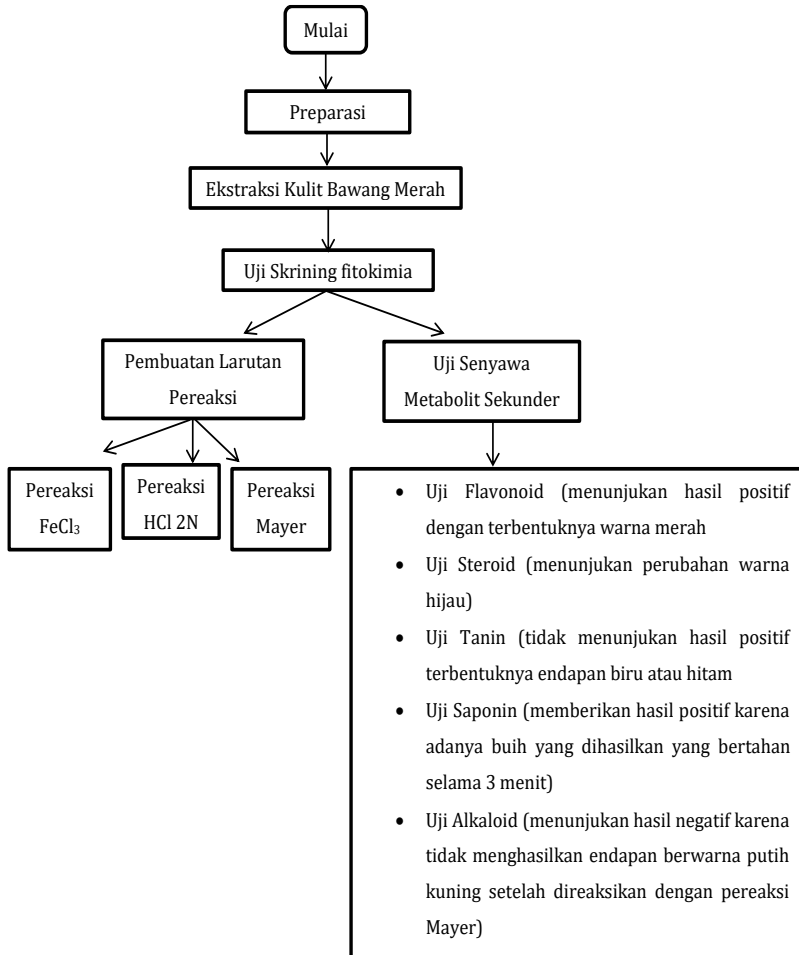 Mulai
Preparasi
Ekstraksi Kulit Bawang Merah
Uji Skrining fitokimia
Pembuatan Larutan
Pereaksi
Uji Senyawa
Metabolit Sekunder
Pereaksi
FeCl₃
Pereaksi
HCl 2N
Pereaksi
Mayer
• Uji Flavonoid (menunjukan hasil positif
dengan terbentuknya warna merah
• Uji Steroid (menunjukan perubahan warna
hijau)
• Uji Tanin (tidak menunjukan hasil positif
terbentuknya endapan biru atau hitam
• Uji Saponin (memberikan hasil positif karena
adanya buih yang dihasilkan yang bertahan
selama 3 menit)
• Uji Alkaloid (menunjukan hasil negatif karena
tidak menghasilkan endapan berwarna putih
kuning setelah direaksikan dengan pereaksi
Mayer)